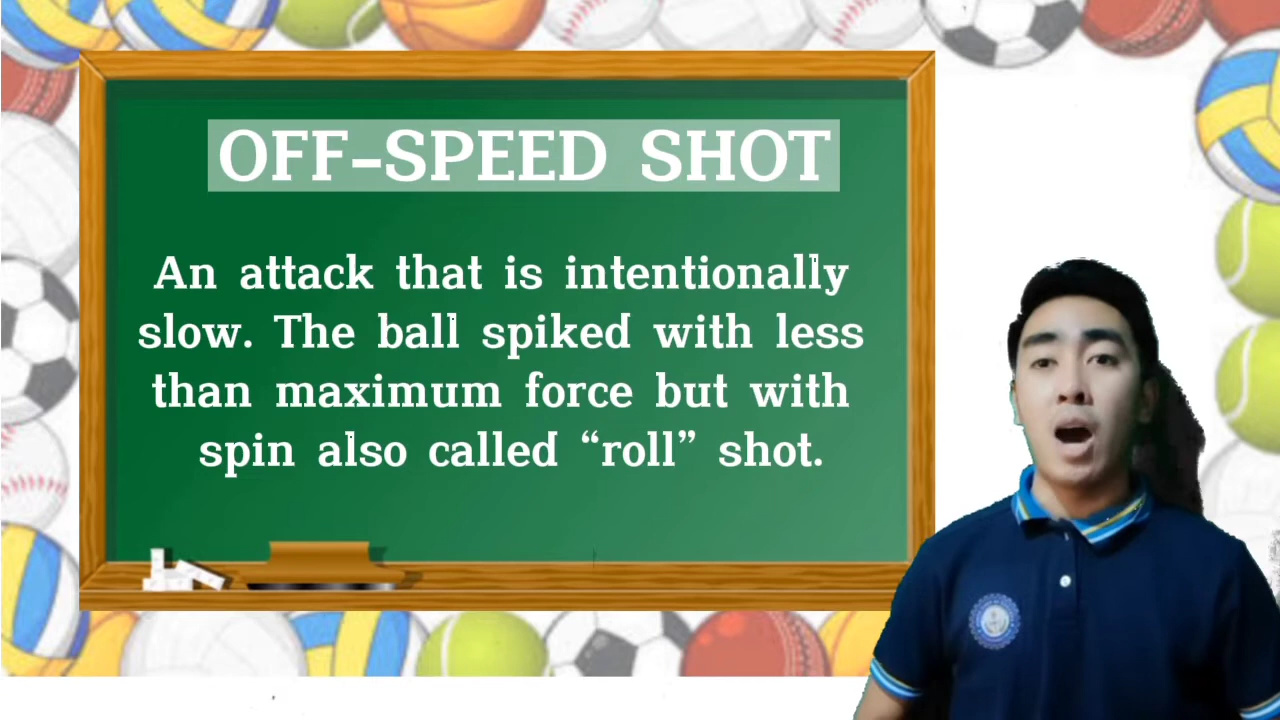 OFF-SPEED SHOT
An attack that is intentionally
slow. The ball spiked with less
than maximum force but with
spin also called “roll” shot.